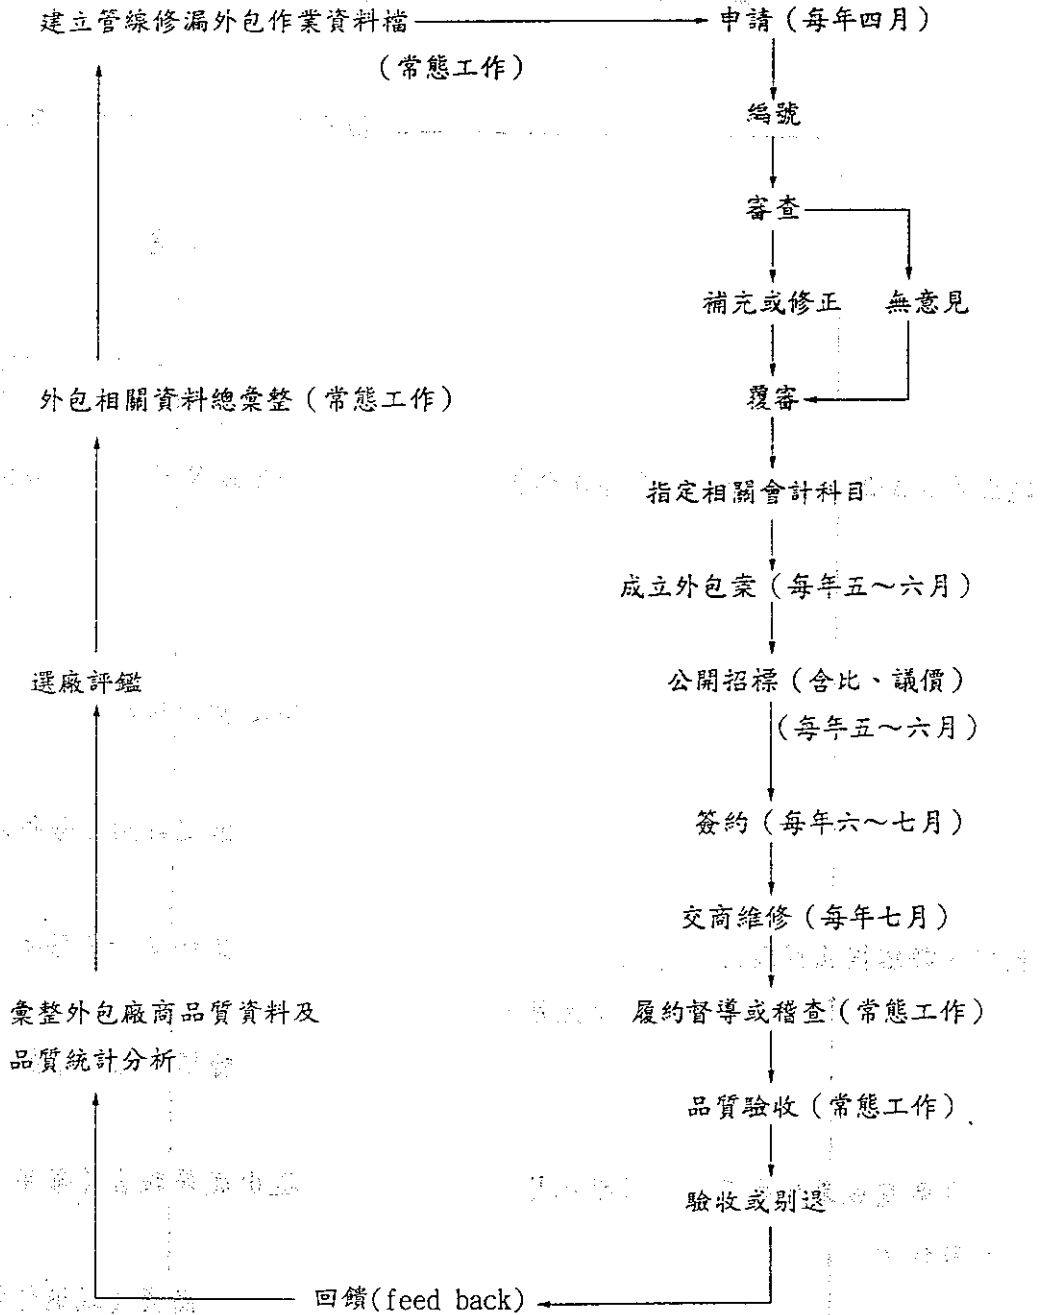 建立管線修漏外包作業資料檔
申請（每年四月）
（常態工作）
編號
審查
補充或修正
無意見
外包相關資料總彙整（常態工作）
覆審
指定相關會計科目
成立外包案（每年五～六月）
選廠評鑑
公開招標（含比、議價）
（每年五～六月）
簽約（每年六～七月）
交商維修（每年七月）
彙整外包廠商品質資料及
品質統計分析
履約督導或稽查（常態工作）
品質驗收（常態工作）
驗收或剔退
回饋(feed back)